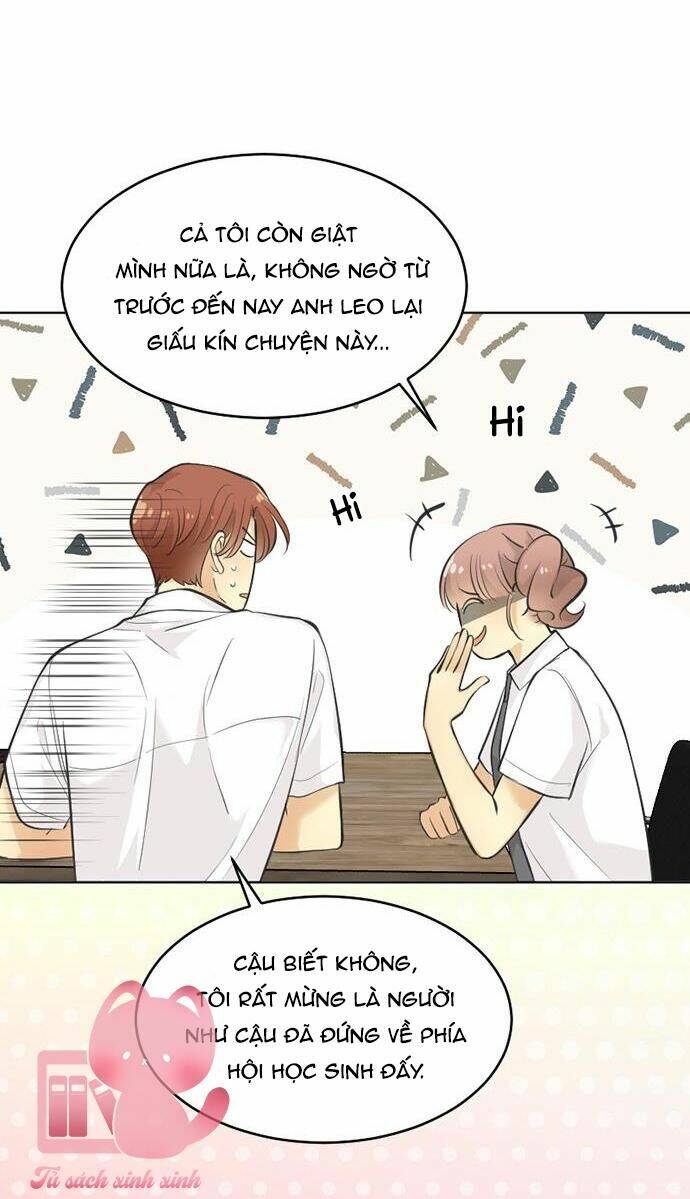 CẢ TÔI CÒN GIẬT
MÌNH NỮA LÀ, KHÔNG NGỜ TỪ
TRƯỚC ĐẾN NAY ANH LEO LẠI
GIẤU KÍN CHUYỆN NÀY...
Hi
Hi
CẬU BIẾT KHÔNG,
TÔI RẤT MỪNG LÀ NGƯỜI
NHƯ CẬU ĐÃ ĐỨNG VỀ PHÍA
HỘI HỌC SINH ĐẤY.
Tủ sách xinh xinh